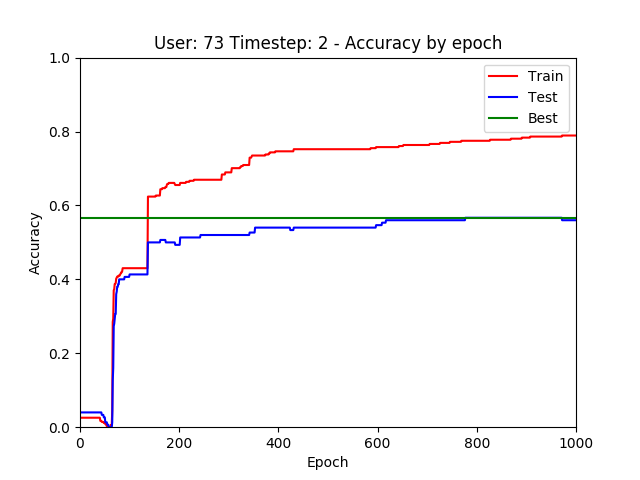 User: 73 Timestep: 2 - Accuracy by epoch
1.0
0.8
0.6
0.4
0.2
0.0
Accuracy
Train
Test
Best
0 200 400 600 800 1000
Epoch